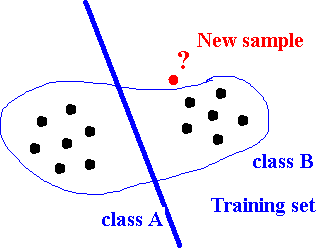 New sample
?
class B
class A
Training set